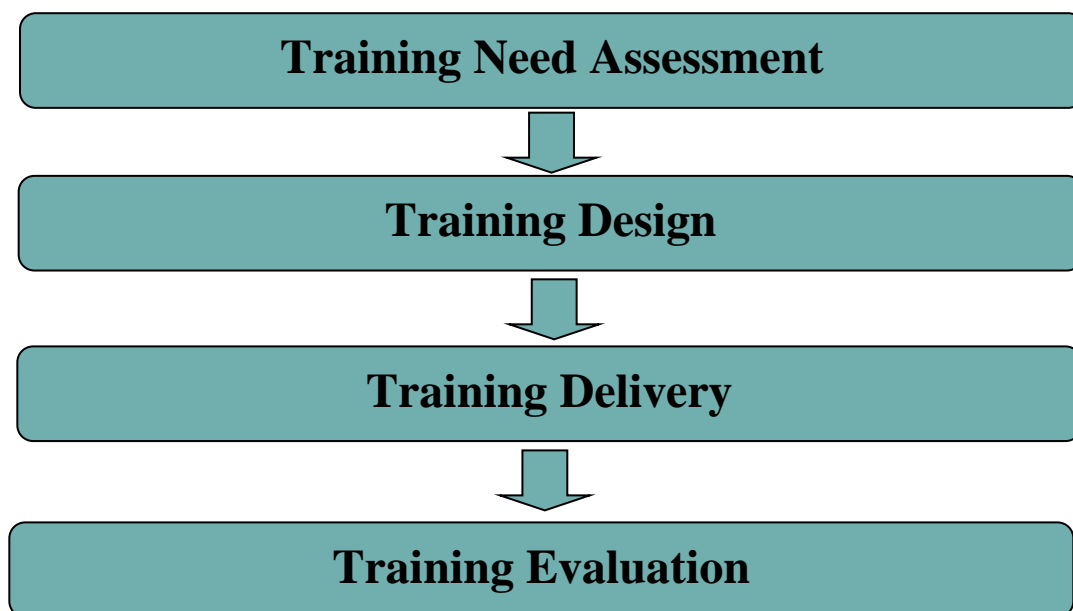 Training Need Assessment
Training Design
Training Delivery
Training Evaluation